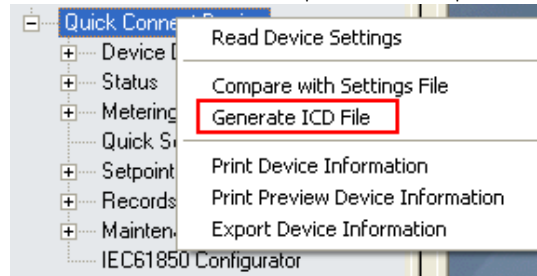 Quick Conne
Read Device Settings
Device
Status
Compare with Settings File
Metering
Generate ICD File
Quick
Setpoint
Print Device Information
Records
Print Preview Device Information
Mainten
Export Device Information
IEC61850 Configurator